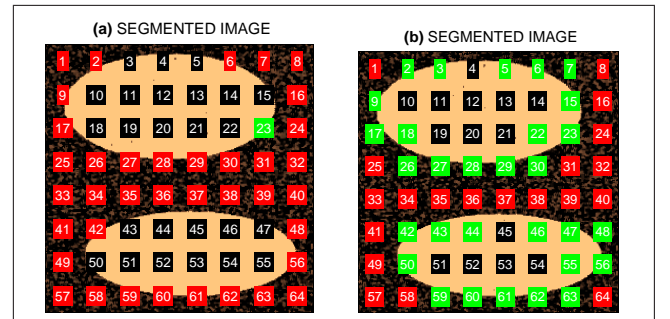 (a) SEGMENTED IMAGE
1 2 3 4 5 6 7 8
9 10 11 12 13 14 15 16
17 18 19 20 21 22 23 24
25 26 27 28 29 30 31 32
33 34 35 36 37 38 39 40
41 42 43 44 45 46 47 48
49 50 51 52 53 54 55 56
57 58 59 60 61 62 63 64
(b) SEGMENTED IMAGE
1 2 3 4 5 6 7 8
9 10 11 12 13 14 15 16
17 18 19 20 21 22 23 24
25 26 27 28 29 30 31 32
33 34 35 36 37 38 39 40
41 42 43 44 45 46 47 48
49 50 51 52 53 54 55 56
57 58 59 60 61 62 63 64